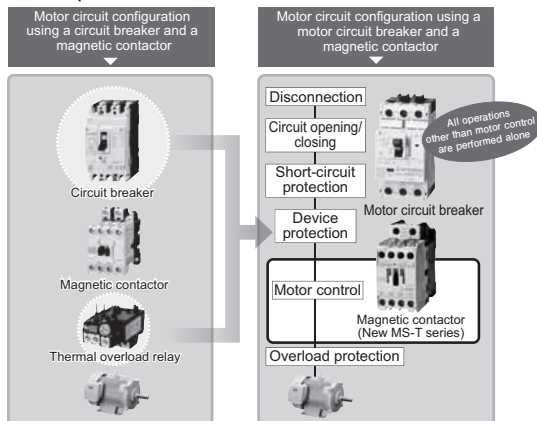 Motor circuit configuration
using a circuit breaker and a
magnetic contactor
Motor circuit configuration using a
motor circuit breaker and a
magnetic contactor
Circuit breaker
Magnetic contactor
Thermal overload relay
Disconnection
Circuit opening/
closing
Short-circuit
protection
Device
protection
Motor control
Overload protection
All operations
other than motor control
are performed alone
Motor circuit breaker
Magnetic contactor
(New MS-T series)